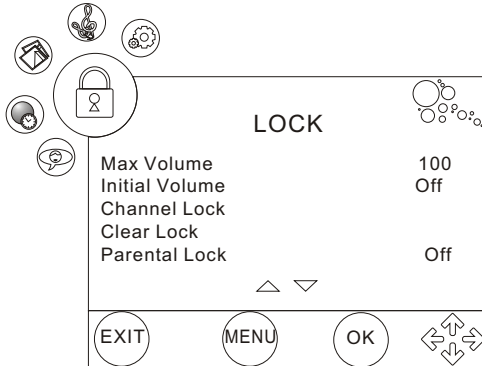 LOCK
Max Volume 100
Initial Volume Off
Channel Lock
Clear Lock
Parental Lock Off
EXIT MENU OK